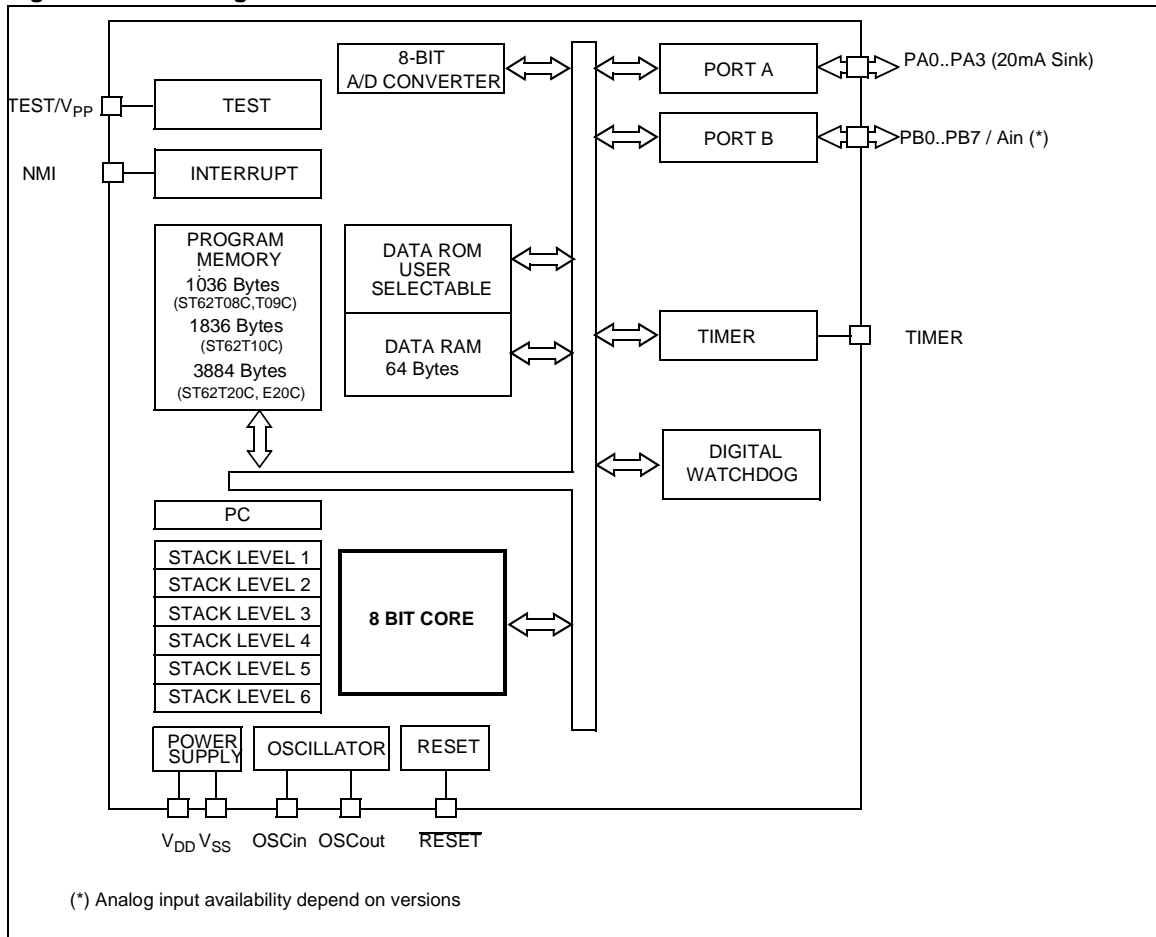 8-BIT
A/D CONVERTER
PORT A
PA0..PA3 (20mA Sink)
TEST/VPP
TEST
PORT B
PB0..PB7 / Ain (*)
NMI
INTERRUPT
PROGRAM
MEMORY
:
1036 Bytes
(ST62T08C,T09C)
1836 Bytes
(ST62T10C)
3884 Bytes
(ST62T20C, E20C)
DATA ROM
USER
SELECTABLE
DATA RAM
64 Bytes
TIMER
TIMER
DIGITAL
WATCHDOG
PC
STACK LEVEL 1
STACK LEVEL 2
STACK LEVEL 3
STACK LEVEL 4
STACK LEVEL 5
STACK LEVEL 6
8 BIT CORE
POWER
SUPPLY
OSCILLATOR
RESET
VDD VSS OSCin OSCout RESET
(*) Analog input availability depend on versions